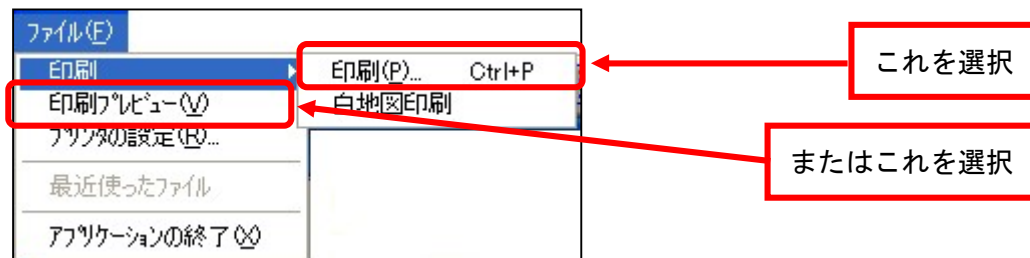 ファイル(F)
印刷
印刷(P)... Ctrl+P
これを選択
印刷プレビュー(V)
白地図印刷
プリンタの設定(R)...
またはこれを選択
最近使ったファイル
アプリケーションの終了(X)